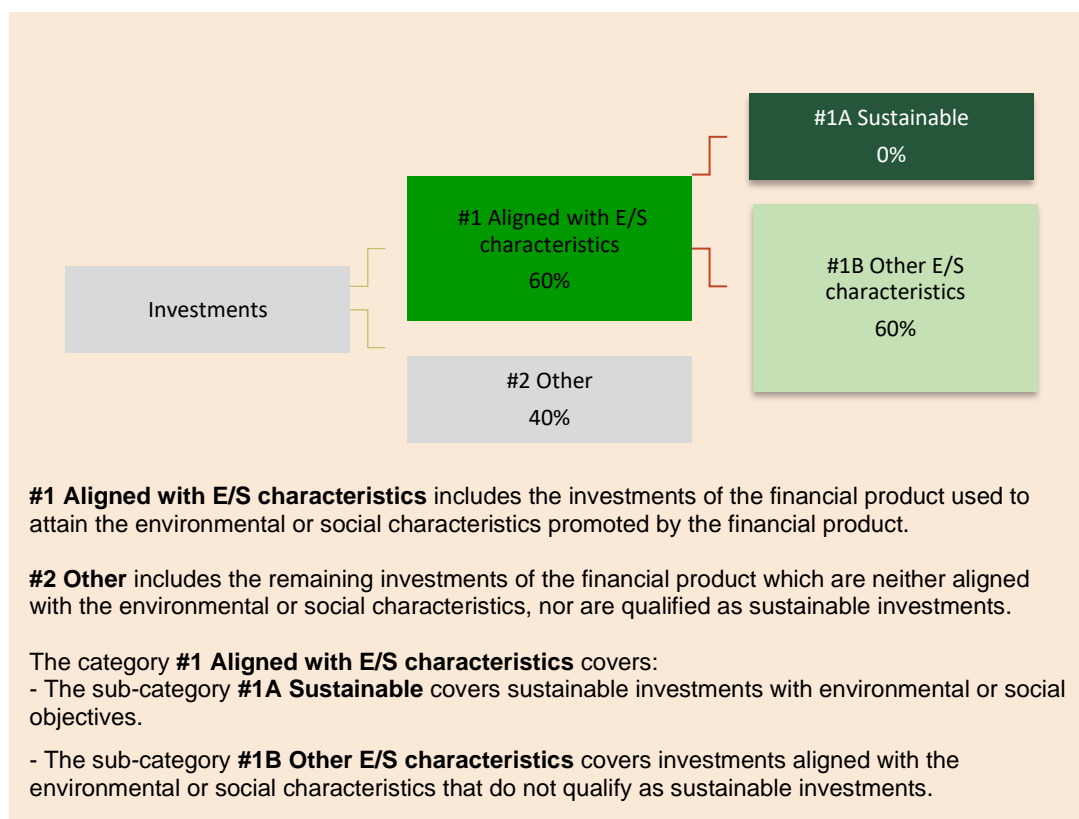 #1A Sustainable
0%
#1 Aligned with E/S
characteristics
60%
#1B Other E/S
characteristics
60%
Investments
#2 Other
40%
#1 Aligned with E/S characteristics includes the investments of the financial product used to
attain the environmental or social characteristics promoted by the financial product.
#2 Other includes the remaining investments of the financial product which are neither aligned
with the environmental or social characteristics, nor are qualified as sustainable investments.
The category #1 Aligned with E/S characteristics covers:
- The sub-category #1A Sustainable covers sustainable investments with environmental or social
objectives.
- The sub-category #1B Other E/S characteristics covers investments aligned with the
environmental or social characteristics that do not qualify as sustainable investments.